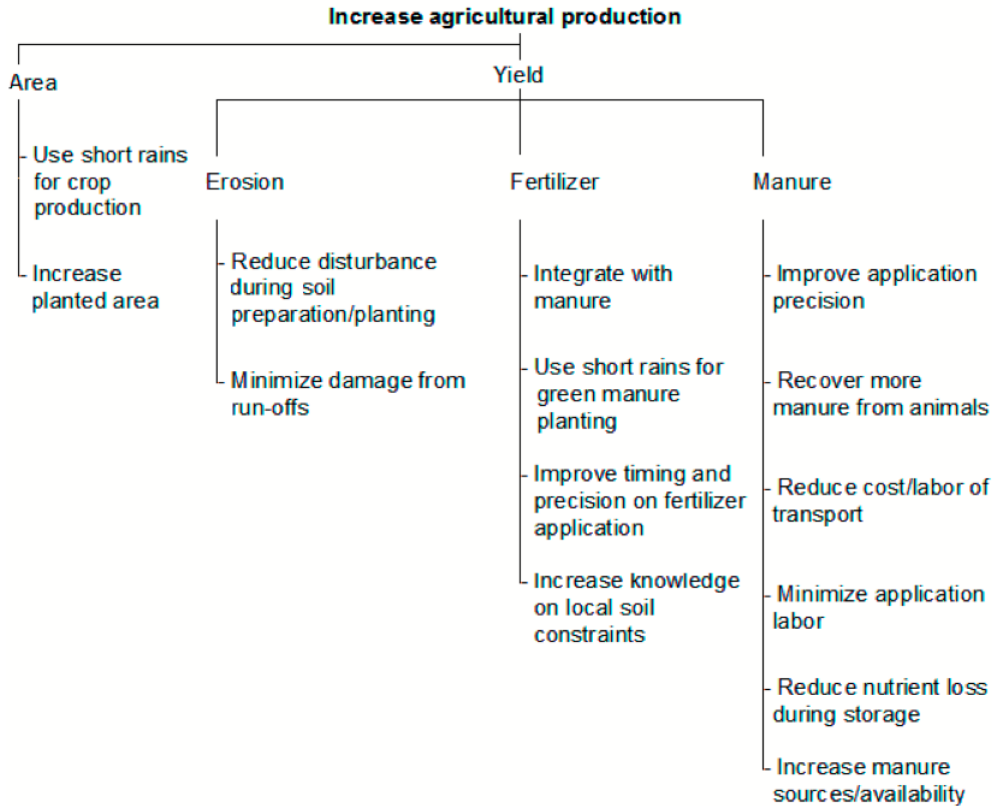 Increase agricultural production
Area
Yield
- Use short rains
for crop
production
- Increase
planted area
Erosion
- Reduce disturbance
during soil
preparation/planting
- Minimize damage from
run-offs
Fertilizer
- Integrate with
manure
- Use short rains for
green manure
planting
- Improve timing and
precision on fertilizer
application
- Increase knowledge
on local soil
constraints
Manure
- Improve application
precision
- Recover more
manure from animals
- Reduce cost/labor of
transport
- Minimize application
labor
- Reduce nutrient loss
during storage
- Increase manure
sources/availability